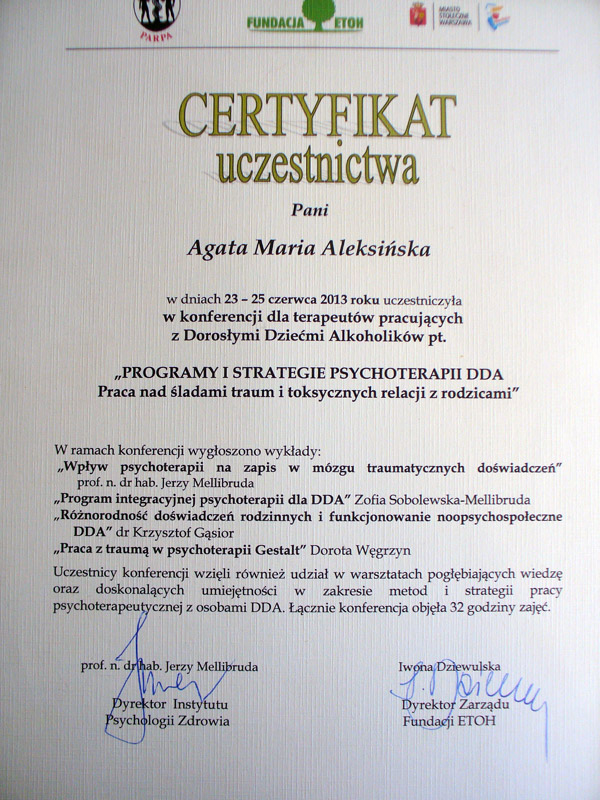 PARPA
FUNDACJA ETOH
MIASTO
STOŁECZNE
WARSZAWA
CERTYFIKAT
uczestnictwa
Pani
Agata Maria Aleksińska
w dniach 23 – 25 czerwca 2013 roku uczestniczyła
w konferencji dla terapeutów pracujących
z Dorosłymi Dziećmi Alkoholików pt.
„PROGRAMY I STRATEGIE PSYCHOTERAPII DDA
Praca nad śladami traum i toksycznych relacji z rodzicami”
W ramach konferencji wygłoszono wykłady:
„Wpływ psychoterapii na zapis w mózgu traumatycznych doświadczeń”
prof. n. dr hab. Jerzy Mellibruda
„Program integracyjnej psychoterapii dla DDA” Zofia Sobolewska-Mellibruda
„Różnorodność doświadczeń rodzinnych i funkcjonowanie noopsychospołeczne
DDA” dr Krzysztof Gąsior
„Praca z traumą w psychoterapii Gestalt” Dorota Węgrzyn
Uczestnicy konferencji wzięli również udział w warsztatach pogłębiających wiedzę
oraz doskonalących umiejętności w zakresie metod i strategii pracy
psychoterapeutycznej z osobami DDA. Łącznie konferencja objęła 32 godziny zajęć.
prof. n. dr hab. Jerzy Mellibruda
Dyrektor Instytutu
Psychologii Zdrowia
Iwona Dziewulska
Dyrektor Zarządu
Fundacji ETOH